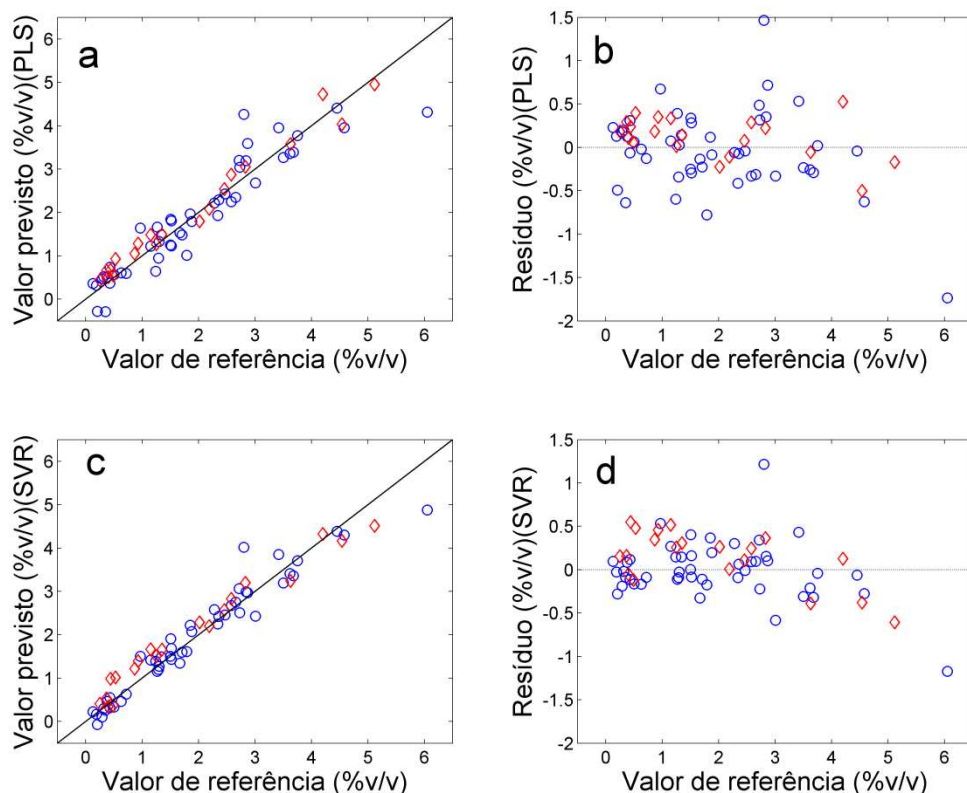 a
Valor previsto (%v/v)(PLS)
6
5
4
3
2
1
0
0 1 2 3 4 5 6
Valor de referência (%v/v)
b
Resíduo (%v/v)(PLS)
1.5
1
0.5
0
-0.5
-1
-1.5
-2
0 1 2 3 4 5 6
Valor de referência (%v/v)
c
Valor previsto (%v/v)(SVR)
6
5
4
3
2
1
0
0 1 2 3 4 5 6
Valor de referência (%v/v)
d
Resíduo (%v/v)(SVR)
1.5
1
0.5
0
-0.5
-1
-1.5
-2
0 1 2 3 4 5 6
Valor de referência (%v/v)